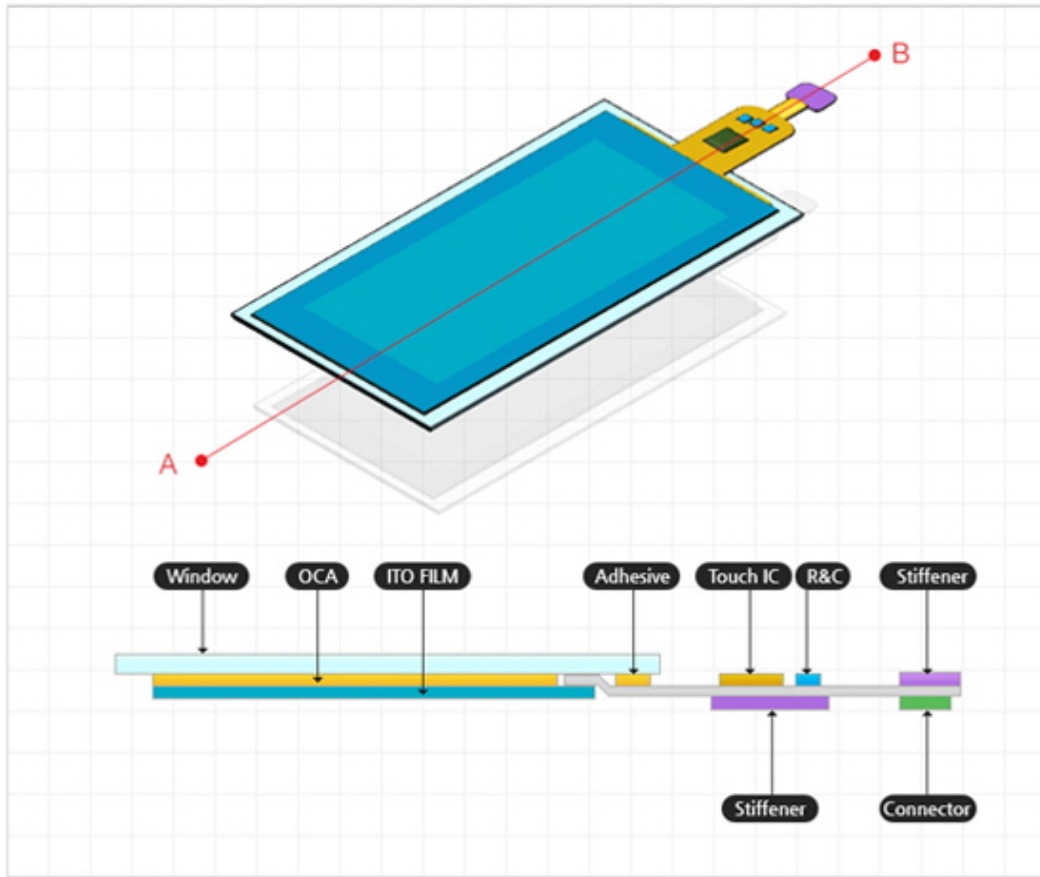 B
A
Window
OCA
ITO FILM
Adhesive
Touch IC
R&C
Stiffener
Stiffener
Connector